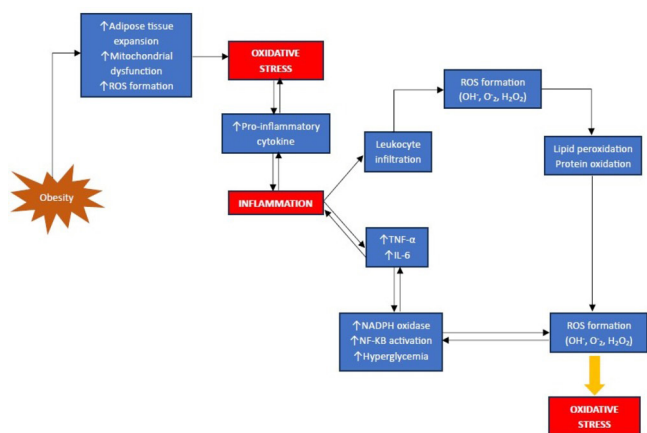 ↑Adipose tissue
expansion
↑Mitochondrial
dysfunction
↑ROS formation
OXIDATIVE
STRESS
ROS formation
(OH⁻, O⁻₂, H₂O₂)
↑Pro-inflammatory
cytokine
Leukocyte
infiltration
Lipid peroxidation
Protein oxidation
Obesity
INFLAMMATION
↑TNF-α
↑IL-6
↑NADPH oxidase
↑NF-KB activation
↑Hyperglycemia
ROS formation
(OH⁻, O⁻₂, H₂O₂)
OXIDATIVE
STRESS